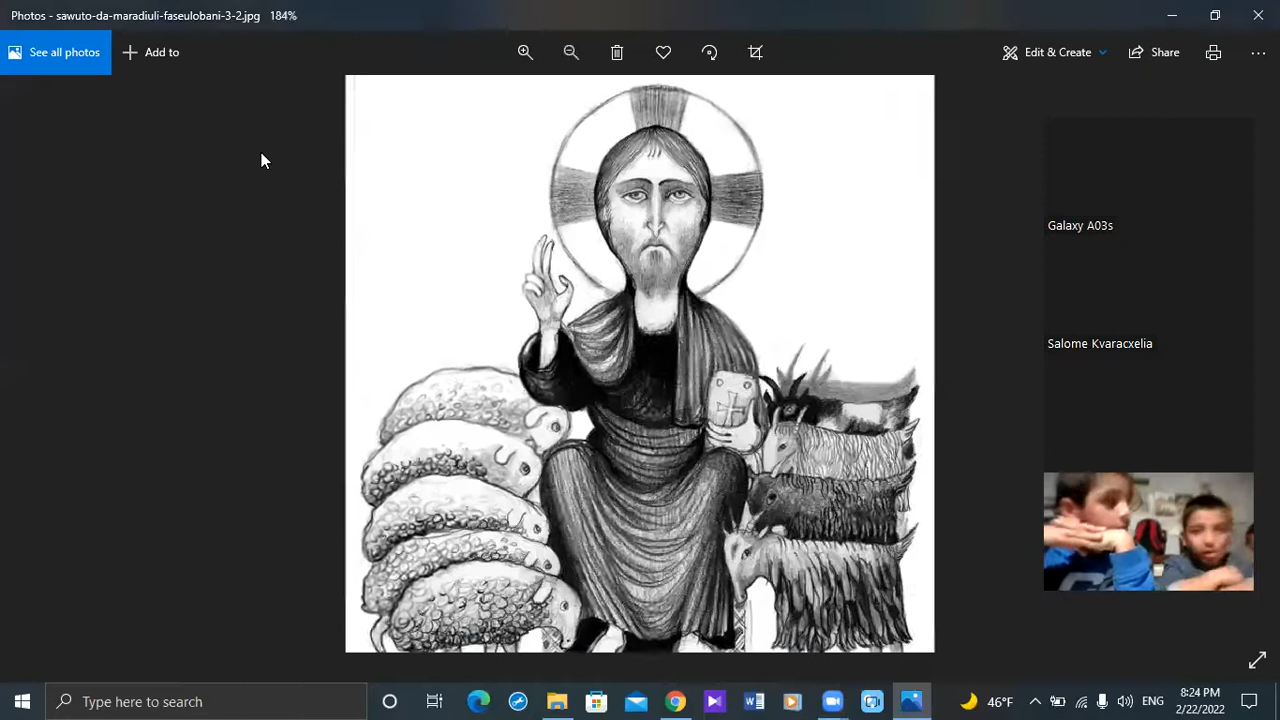 Photos - sawuto-da-maradiuli-faseulobani-3-2.jpg 184%
See all photos
Add to
Edit & Create
Share
Galaxy A03s
Salome Kvaracxelia
Type here to search
46°F
ENG
8:24 PM
2/22/2022